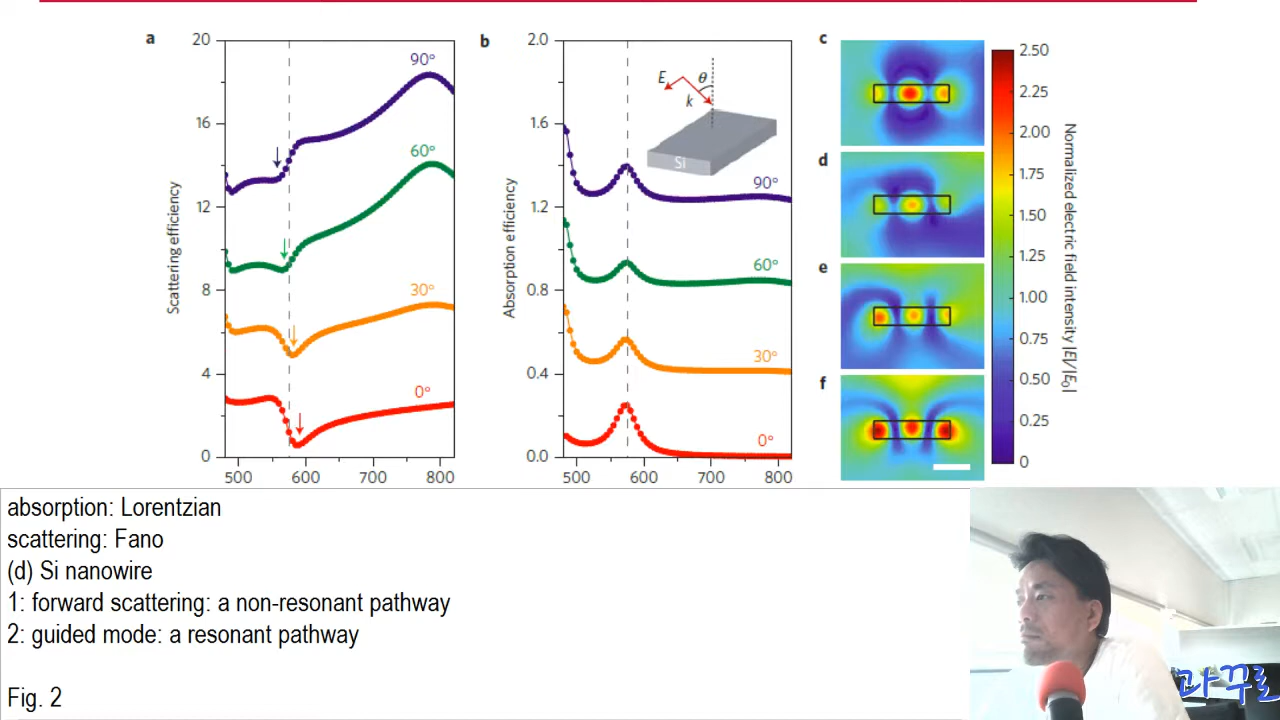 a
20
16
12
8
4
0
Scattering efficiency
90°
60°
30°
0°
500 600 700 800
b
2.0
1.6
1.2
0.8
0.4
0.0
Absorption efficiency
E θ
k
Si
90°
60°
30°
0°
500 600 700 800
c
d
e
f
2.50
2.25
2.00
1.75
1.50
1.25
1.00
0.75
0.50
0.25
0
Normalized electric field intensity |E|/|E₀|
absorption: Lorentzian
scattering: Fano
(d) Si nanowire
1: forward scattering: a non-resonant pathway
2: guided mode: a resonant pathway
Fig. 2
과꾸로